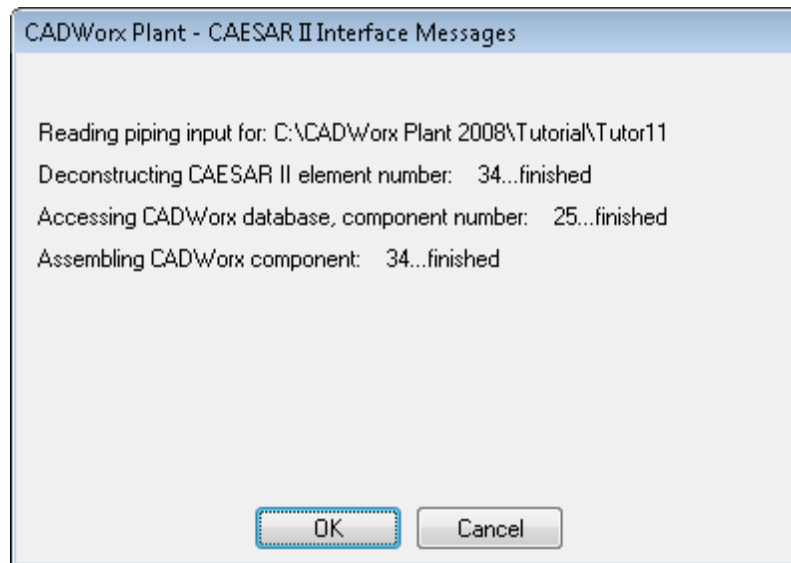 CADWorx Plant - CAESAR II Interface Messages
Reading piping input for: C:\CADWorx Plant 2008\Tutorial\Tutor11
Deconstructing CAESAR II element number: 34...finished
Accessing CADWorx database, component number: 25...finished
Assembling CADWorx component: 34...finished
OK Cancel